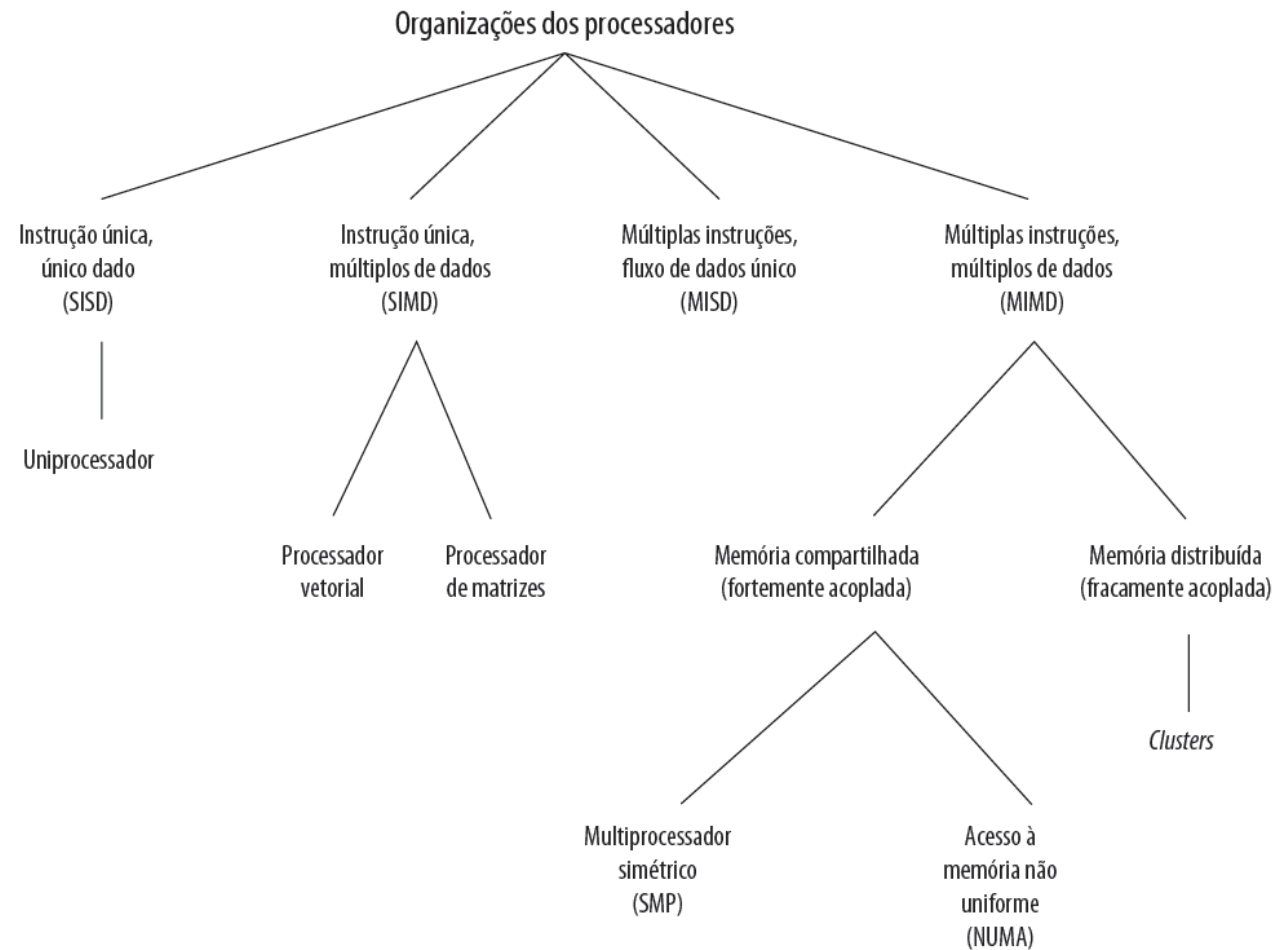 Organizações dos processadores
Instrução única,
único dado
(SISD)
Instrução única,
múltiplos de dados
(SIMD)
Múltiplas instruções,
fluxo de dados único
(MISD)
Múltiplas instruções,
múltiplos de dados
(MIMD)
Uniprocessador
Processador
vetorial
Processador
de matrizes
Memória compartilhada
(fortemente acoplada)
Memória distribuída
(fracamente acoplada)
Clusters
Multiprocessador
simétrico
(SMP)
Acesso à
memória não
uniforme
(NUMA)